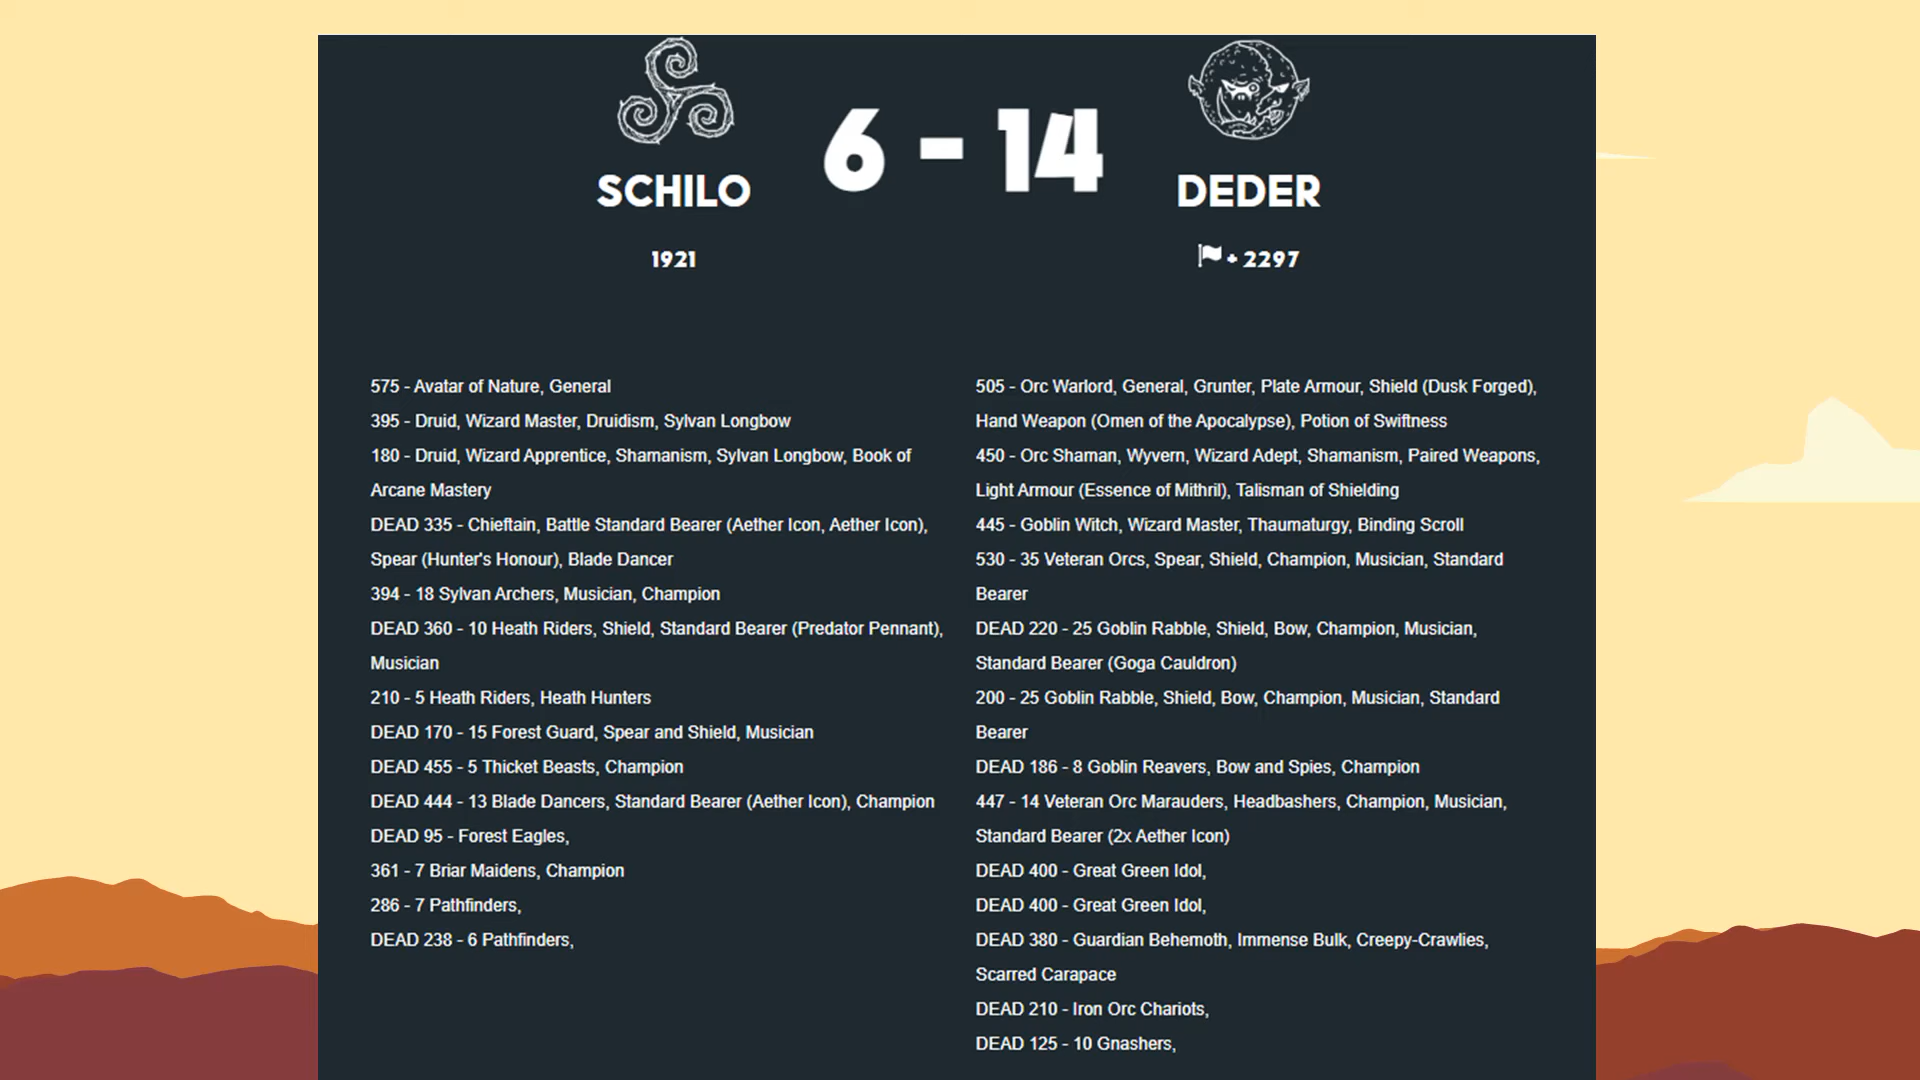 6 - 14
SCHILO
DEDER
1921
+ 2297
575 - Avatar of Nature, General
395 - Druid, Wizard Master, Druidism, Sylvan Longbow
180 - Druid, Wizard Apprentice, Shamanism, Sylvan Longbow, Book of
Arcane Mastery
DEAD 335 - Chieftain, Battle Standard Bearer (Aether Icon, Aether Icon),
Spear (Hunter's Honour), Blade Dancer
394 - 18 Sylvan Archers, Musician, Champion
DEAD 360 - 10 Heath Riders, Shield, Standard Bearer (Predator Pennant),
Musician
210 - 5 Heath Riders, Heath Hunters
DEAD 170 - 15 Forest Guard, Spear and Shield, Musician
DEAD 455 - 5 Thicket Beasts, Champion
DEAD 444 - 13 Blade Dancers, Standard Bearer (Aether Icon), Champion
DEAD 95 - Forest Eagles,
361 - 7 Briar Maidens, Champion
286 - 7 Pathfinders,
DEAD 238 - 6 Pathfinders,
505 - Orc Warlord, General, Grunter, Plate Armour, Shield (Dusk Forged),
Hand Weapon (Omen of the Apocalypse), Potion of Swiftness
450 - Orc Shaman, Wyvern, Wizard Adept, Shamanism, Paired Weapons,
Light Armour (Essence of Mithril), Talisman of Shielding
445 - Goblin Witch, Wizard Master, Thaumaturgy, Binding Scroll
530 - 35 Veteran Orcs, Spear, Shield, Champion, Musician, Standard
Bearer
DEAD 220 - 25 Goblin Rabble, Shield, Bow, Champion, Musician,
Standard Bearer (Goga Cauldron)
200 - 25 Goblin Rabble, Shield, Bow, Champion, Musician, Standard
Bearer
DEAD 186 - 8 Goblin Reavers, Bow and Spies, Champion
447 - 14 Veteran Orc Marauders, Headbashers, Champion, Musician,
Standard Bearer (2x Aether Icon)
DEAD 400 - Great Green Idol,
DEAD 400 - Great Green Idol,
DEAD 380 - Guardian Behemoth, Immense Bulk, Creepy-Crawlies,
Scarred Carapace
DEAD 210 - Iron Orc Chariots,
DEAD 125 - 10 Gnashers,